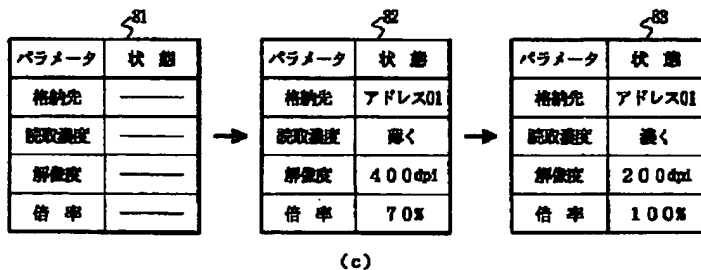 81 82 83
パラメータ 状態 パラメータ 状態 パラメータ 状態
格納先 格納先 アドレス01 格納先 アドレス01
読取濃度 読取濃度 薄く 読取濃度 濃く
解像度 解像度 400dpi 解像度 200dpi
倍率 倍率 70% 倍率 100%
(c)